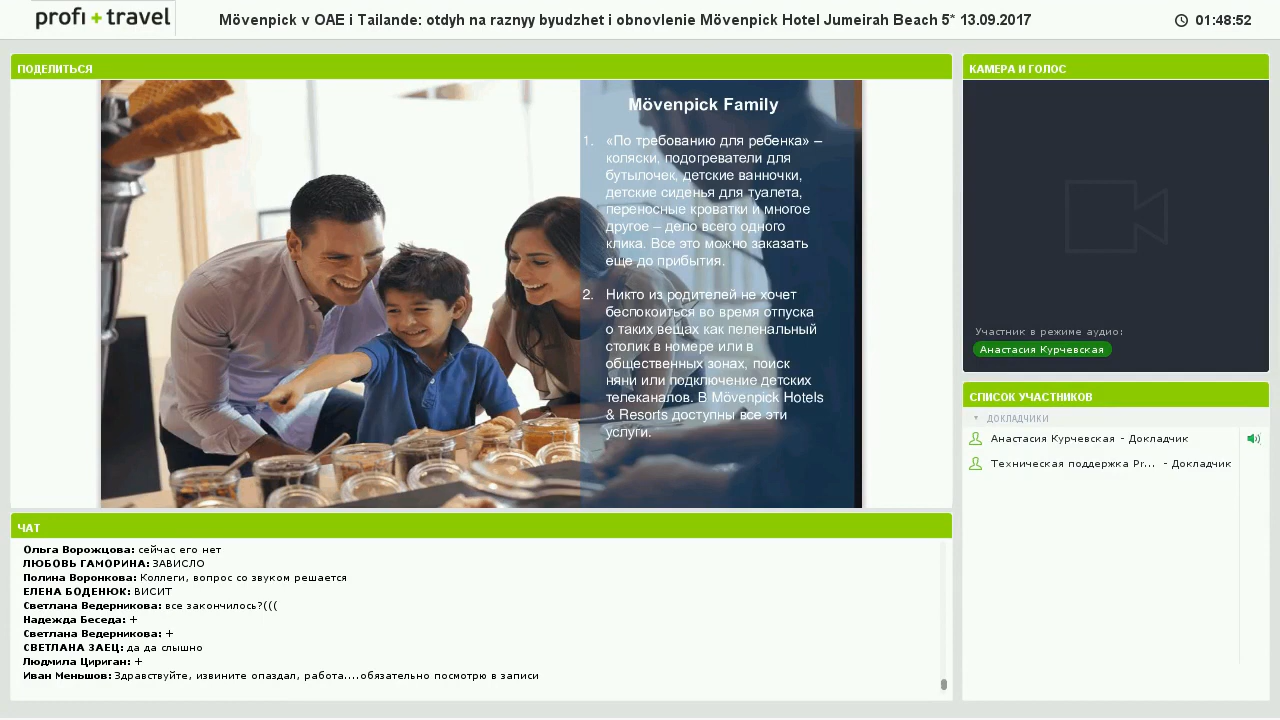 profi + travel
Mövenpick v OAE i Tailande: otdyh na raznyy byudzhet i obnovlenie Mövenpick Hotel Jumeirah Beach 5* 13.09.2017
01:48:52
ПОДЕЛИТЬСЯ
Mövenpick Family
1. «По требованию для ребенка» –
коляски, подогреватели для
бутылочек, детские ванночки,
детские сиденья для туалета,
переносные кроватки и многое
другое – дело всего одного
клика. Все это можно заказать
еще до прибытия.
2. Никто из родителей не хочет
беспокоиться во время отпуска
о таких вещах как пеленальный
столик в номере или в
общественных зонах, поиск
няни или подключение детских
телеканалов. В Mövenpick Hotels
& Resorts доступны все эти
услуги.
КАМЕРА И ГОЛОС
Участник в режиме аудио:
Анастасия Курчевская
СПИСОК УЧАСТНИКОВ
ДОКЛАДЧИКИ
Анастасия Курчевская - Докладчик
Техническая поддержка Pr... - Докладчик
ЧАТ
Ольга Ворожцова: сейчас его нет
ЛЮБОВЬ ГАМОРИНА: ЗАВИСЛО
Полина Воронкова: Коллеги, вопрос со звуком решается
ЕЛЕНА БОДЕНЮК: ВИСИТ
Светлана Ведерникова: все закончилось?(((
Надежда Беседа: +
Светлана Ведерникова: +
СВЕТЛАНА ЗАЕЦ: да да слышно
Людмила Цириган: +
Иван Меньшов: Здравствуйте, извините опаздал, работа....обязательно посмотрю в записи